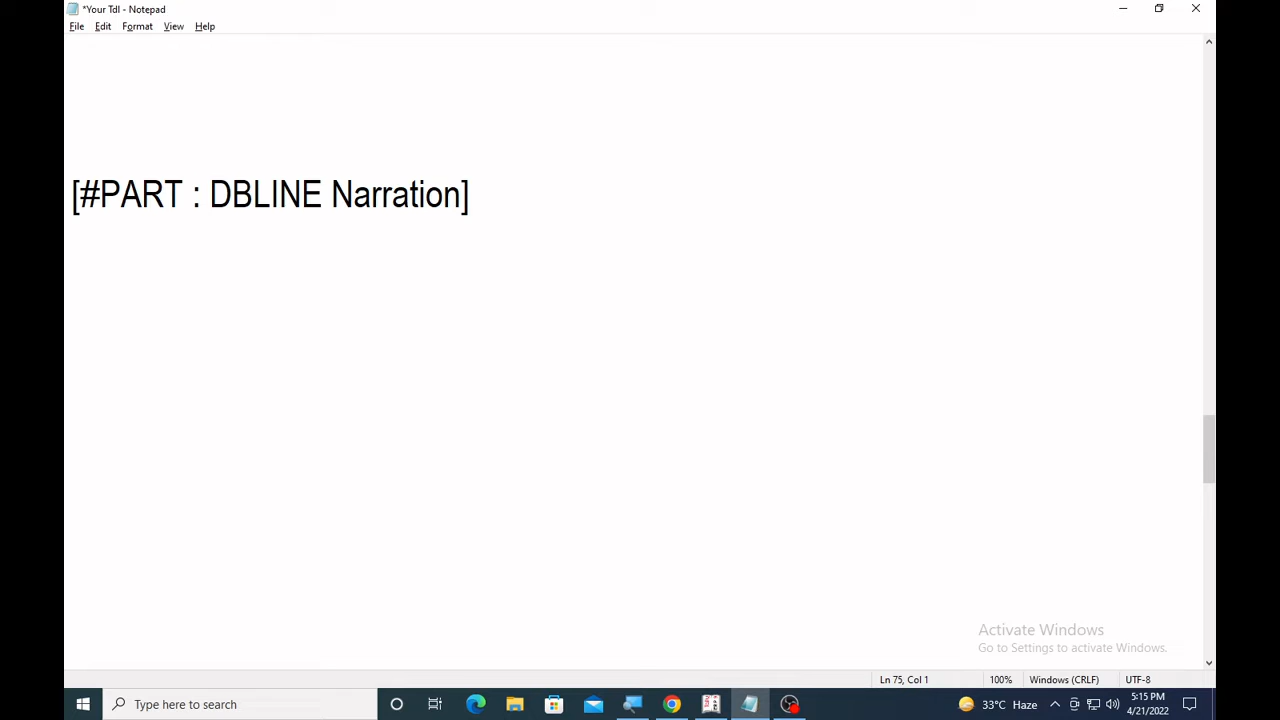 *Your Tdl - Notepad
File Edit Format View Help
[#PART : DBLINE Narration]
Activate Windows
Go to Settings to activate Windows.
Ln 75, Col 1 100% Windows (CRLF) UTF-8
Type here to search 33°C Haze 5:15 PM
4/21/2022